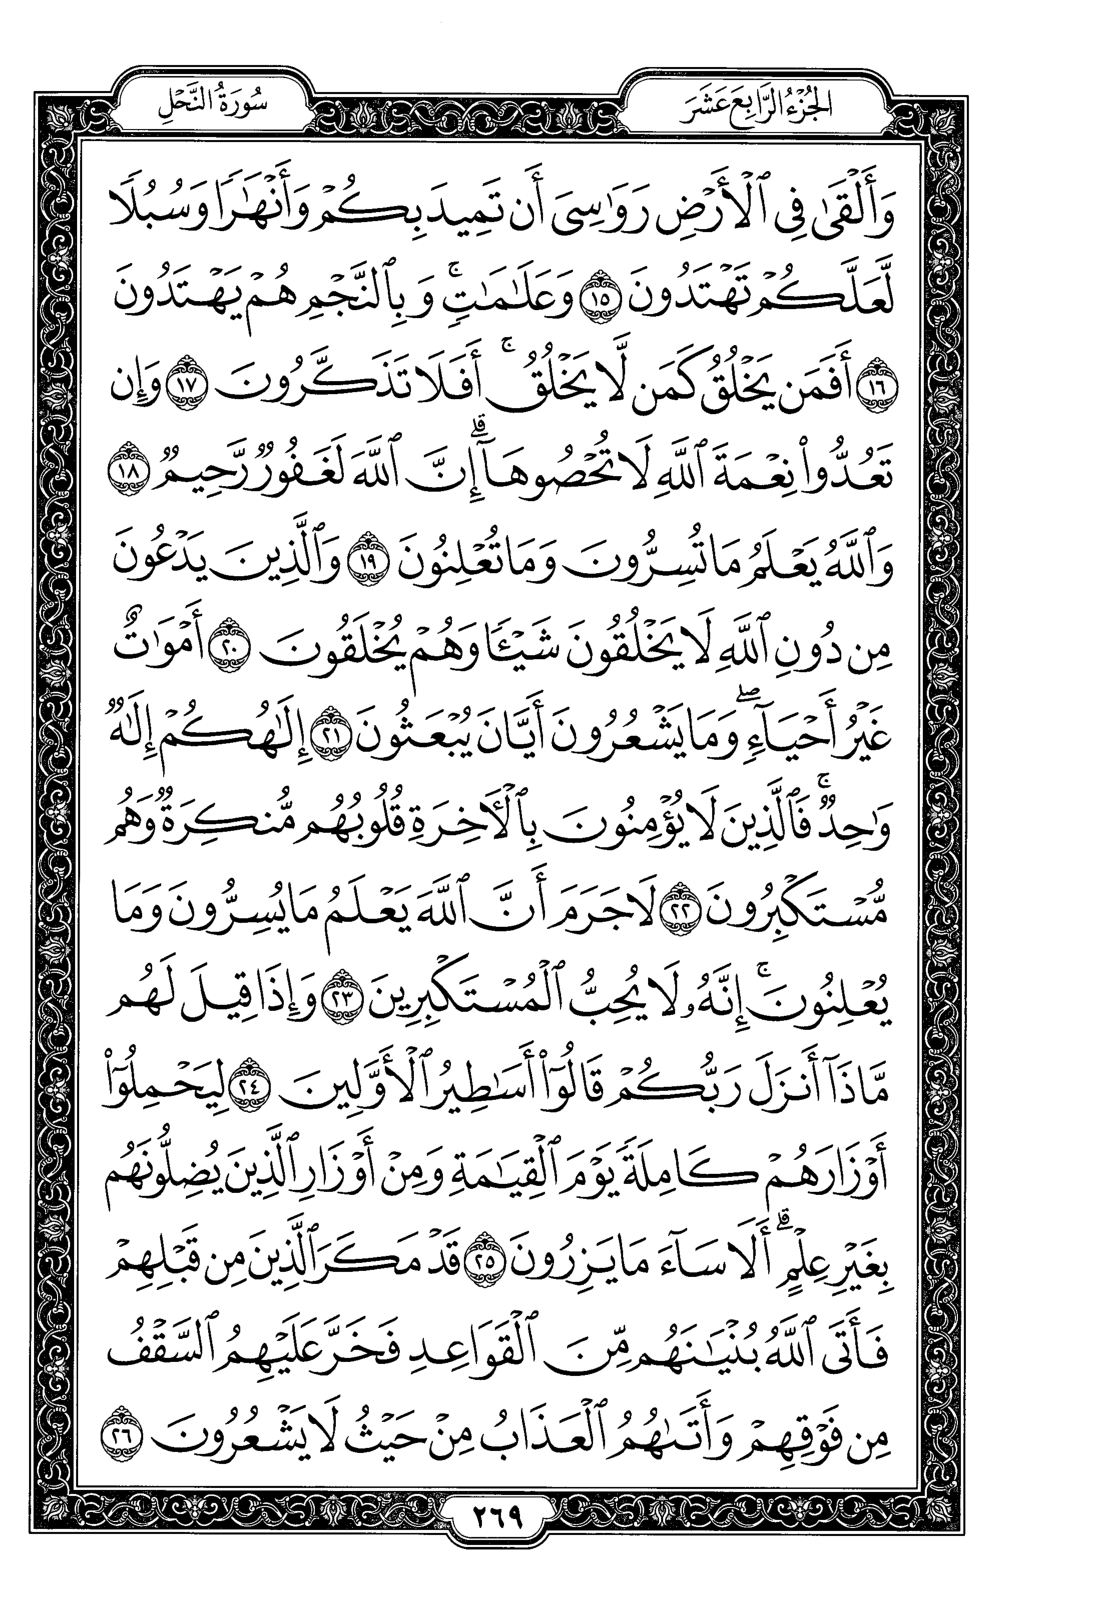 الجُزْءُ الرَّابِعَ عَشَرَ
سُورَةُ النَّحْلِ
وَأَلْقَىٰ فِي ٱلْأَرْضِ رَوَٰسِيَ أَن تَمِيدَ بِكُمْ وَأَنْهَٰرًا وَسُبُلًا
لَّعَلَّكُمْ تَهْتَدُونَ ١٥ وَعَلَٰمَٰتٍۚ وَبِٱلنَّجْمِ هُمْ يَهْتَدُونَ
١٦ أَفَمَن يَخْلُقُ كَمَن لَّا يَخْلُقُۚ أَفَلَا تَذَكَّرُونَ ١٧ وَإِن
تَعُدُّوا۟ نِعْمَةَ ٱللَّهِ لَا تُحْصُوهَآۗ إِنَّ ٱللَّهَ لَغَفُورٌ رَّحِيمٌ ١٨
وَٱللَّهُ يَعْلَمُ مَا تُسِرُّونَ وَمَا تُعْلِنُونَ ١٩ وَٱلَّذِينَ يَدْعُونَ
مِن دُونِ ٱللَّهِ لَا يَخْلُقُونَ شَيْـًٔا وَهُمْ يُخْلَقُونَ ٢٠ أَمْوَٰتٌ
غَيْرُ أَحْيَآءٍۖ وَمَا يَشْعُرُونَ أَيَّانَ يُبْعَثُونَ ٢١ إِلَٰهُكُمْ إِلَٰهٌ
وَٰحِدٌۚ فَٱلَّذِينَ لَا يُؤْمِنُونَ بِٱلْأَخِرَةِ قُلُوبُهُم مُّنكِرَةٌ وَهُم
مُّسْتَكْبِرُونَ ٢٢ لَا جَرَمَ أَنَّ ٱللَّهَ يَعْلَمُ مَا يُسِرُّونَ وَمَا
يُعْلِنُونَۚ إِنَّهُۥ لَا يُحِبُّ ٱلْمُسْتَكْبِرِينَ ٢٣ وَإِذَا قِيلَ لَهُم
مَّاذَآ أَنزَلَ رَبُّكُمْ قَالُوٓا۟ أَسَٰطِيرُ ٱلْأَوَّلِينَ ٢٤ لِيَحْمِلُوٓا۟
أَوْزَارَهُمْ كَامِلَةً يَوْمَ ٱلْقِيَٰمَةِ وَمِنْ أَوْزَارِ ٱلَّذِينَ يُضِلُّونَهُم
بِغَيْرِ عِلْمٍۗ أَلَا سَآءَ مَا يَزِرُونَ ٢٥ قَدْ مَكَرَ ٱلَّذِينَ مِن قَبْلِهِمْ
فَأَتَى ٱللَّهُ بُنْيَٰنَهُم مِّنَ ٱلْقَوَاعِدِ فَخَرَّ عَلَيْهِمُ ٱلسَّقْفُ
مِن فَوْقِهِمْ وَأَتَىٰهُمُ ٱلْعَذَابُ مِنْ حَيْثُ لَا يَشْعُرُونَ ٢٦
٢٦٩